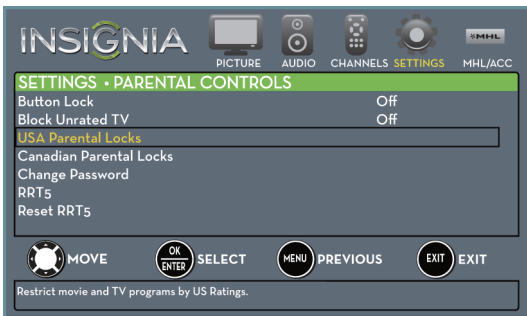 INSIGNIA
PICTURE AUDIO CHANNELS SETTINGS MHL MHL/ACC
SETTINGS • PARENTAL CONTROLS
Button Lock Off
Block Unrated TV Off
USA Parental Locks
Canadian Parental Locks
Change Password
RRT5
Reset RRT5
MOVE OK ENTER SELECT MENU PREVIOUS EXIT EXIT
Restrict movie and TV programs by US Ratings.